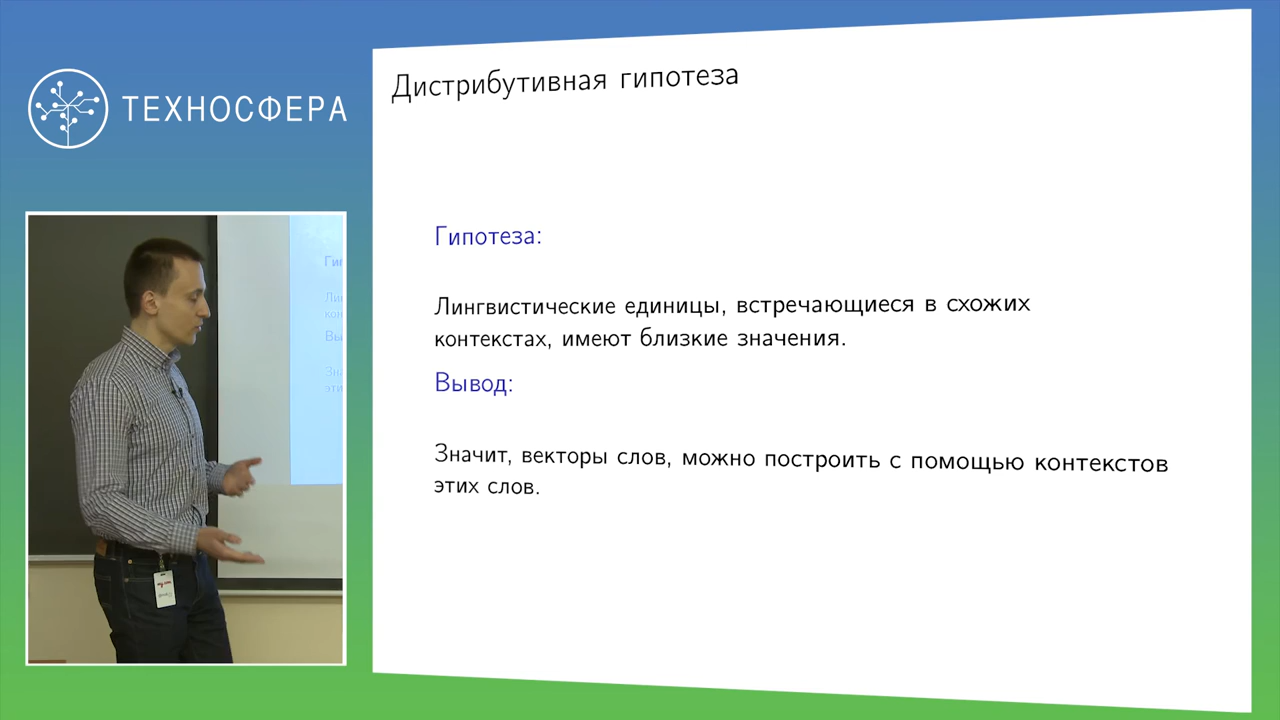 ТЕХНОСФЕРА
Дистрибутивная гипотеза
Гипотеза:
Лингвистические единицы, встречающиеся в схожих
контекстах, имеют близкие значения.
Вывод:
Значит, векторы слов, можно построить с помощью контекстов
этих слов.